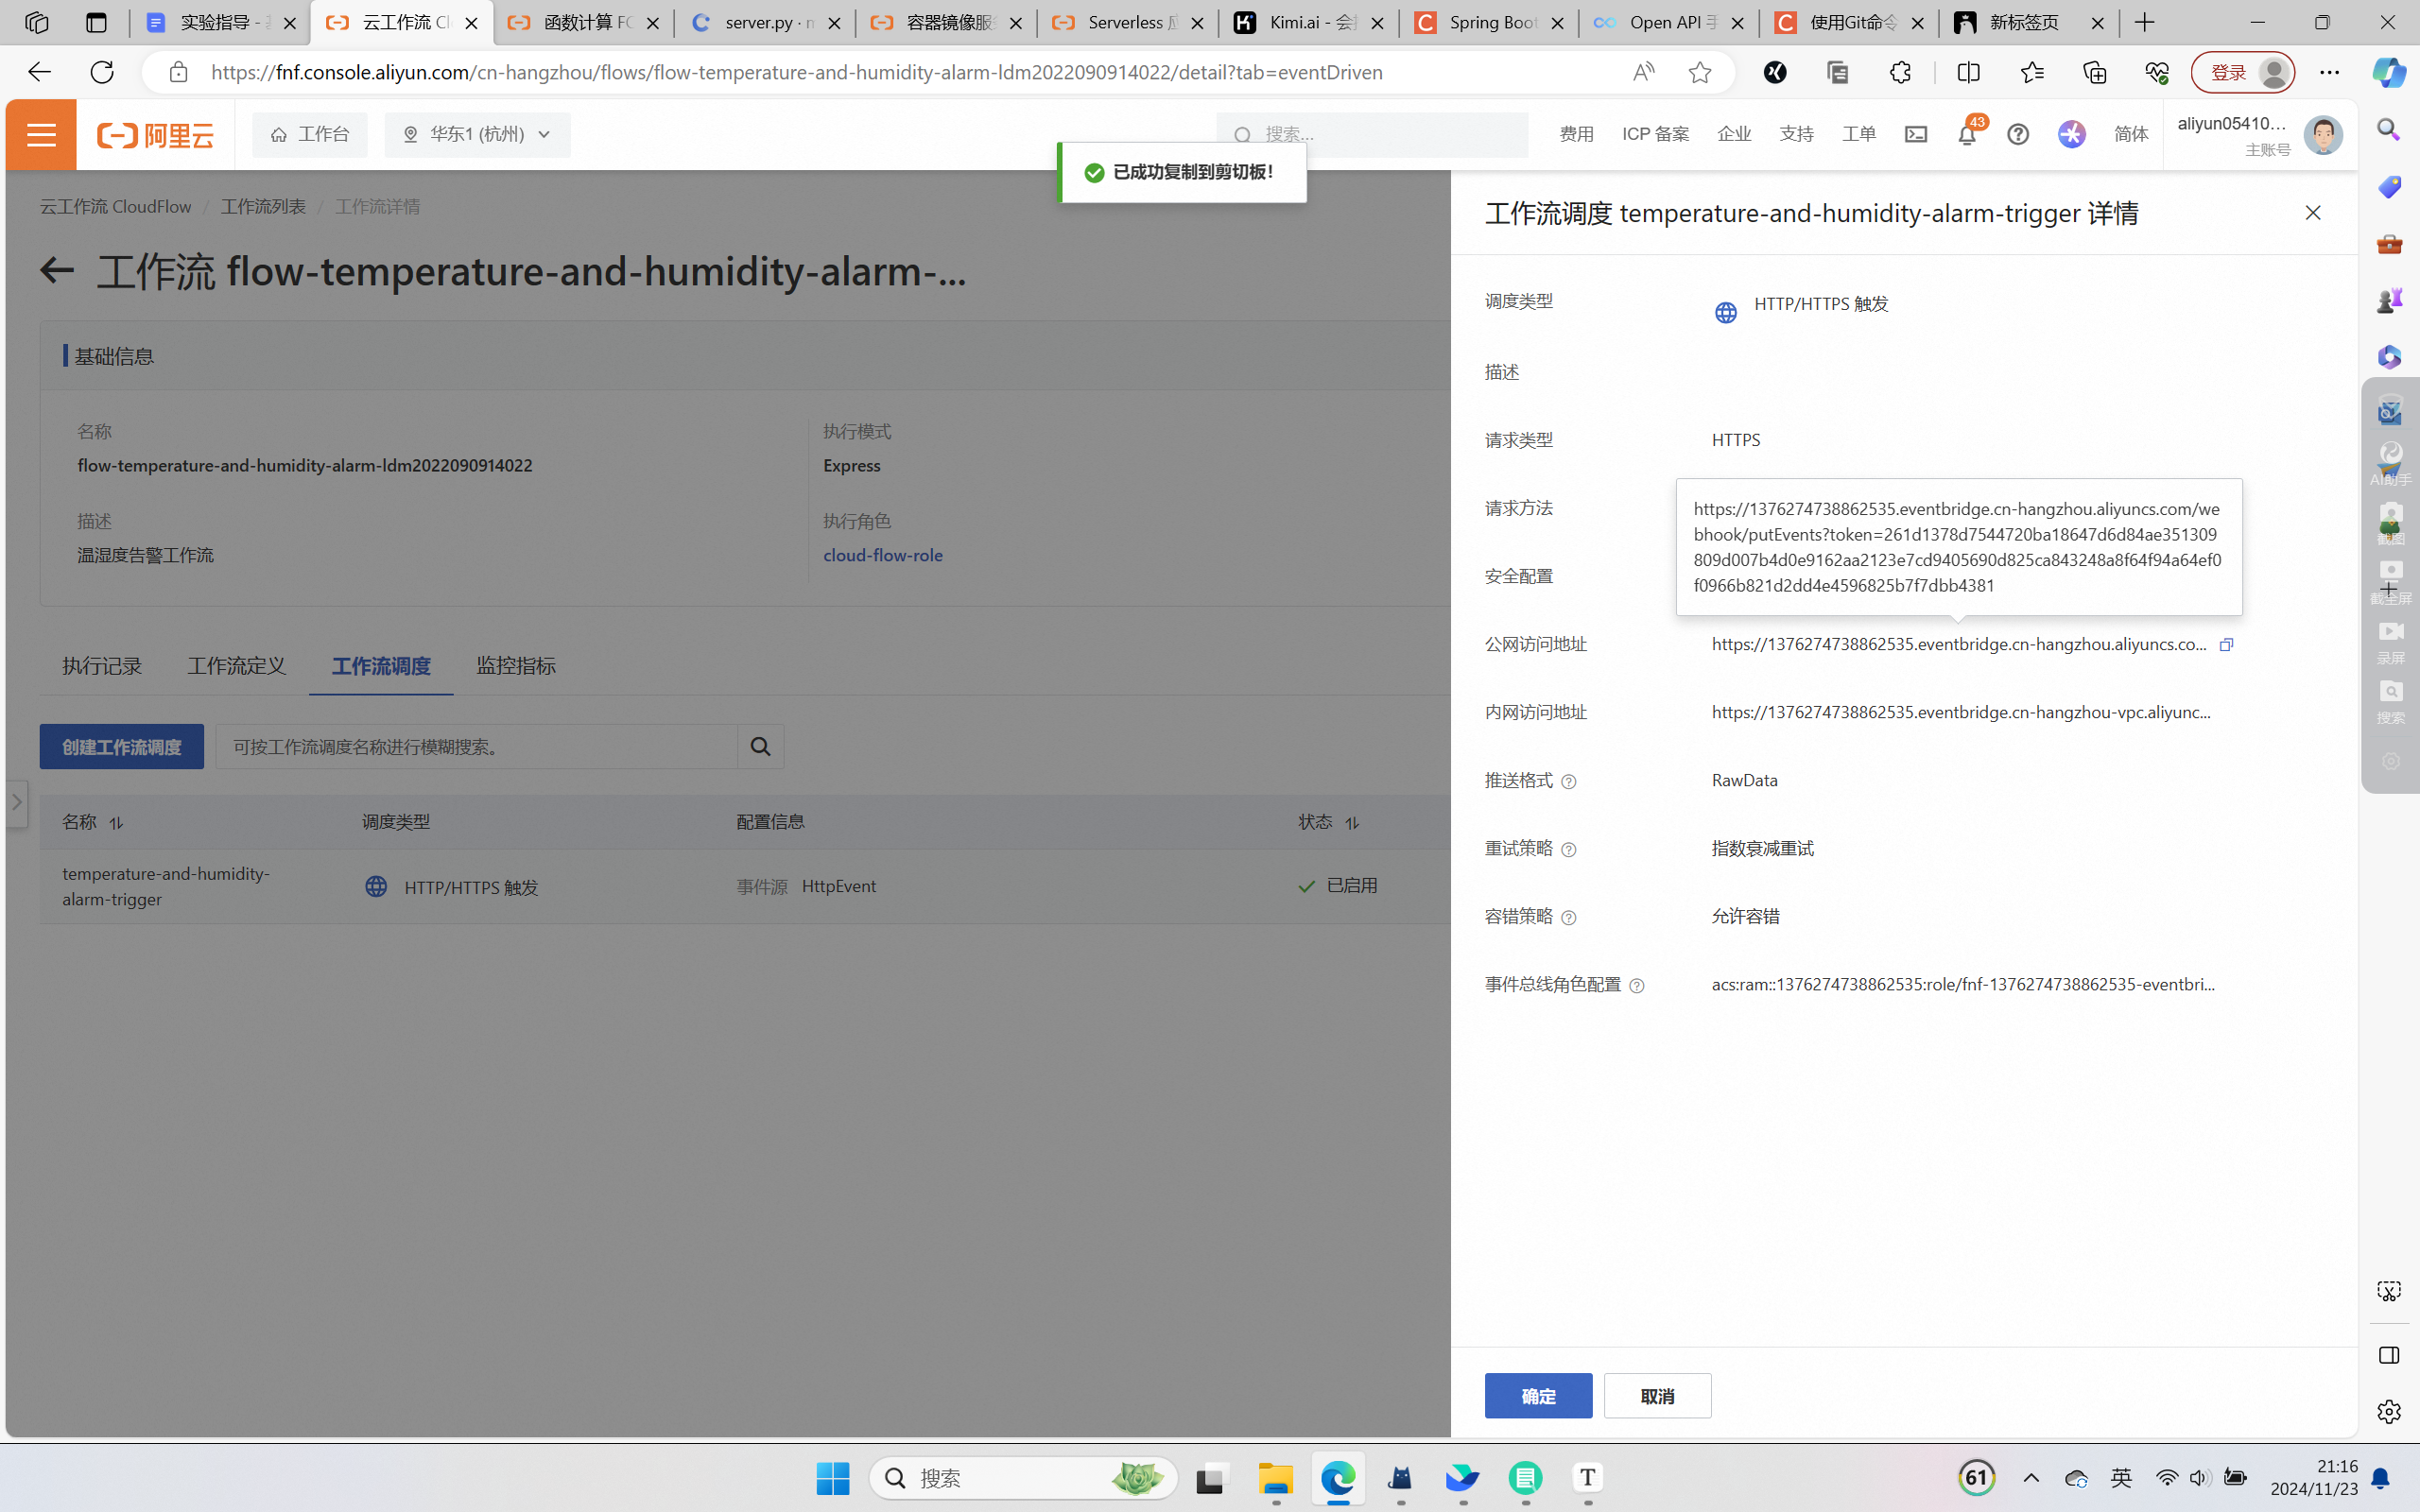 实验指导 - 基
云工作流 Cl
函数计算 FC
server.py · m
容器镜像服务
Serverless 应
Kimi.ai - 会
Spring Boot
Open API 手
使用Git命令
新标签页
https://fnf.console.aliyun.com/cn-hangzhou/flows/flow-temperature-and-humidity-alarm-ldm2022090914022/detail?tab=eventDriven
登录
阿里云
工作台
华东1 (杭州)
搜索...
费用
ICP 备案
企业
支持
工单
43
简体
aliyun05410...
主账号
已成功复制到剪切板!
云工作流 CloudFlow / 工作流列表 / 工作流详情
工作流 flow-temperature-and-humidity-alarm-...
基础信息
名称
flow-temperature-and-humidity-alarm-ldm2022090914022
执行模式
Express
描述
温湿度告警工作流
执行角色
cloud-flow-role
执行记录
工作流定义
工作流调度
监控指标
创建工作流调度
可按工作流调度名称进行模糊搜索。
名称
调度类型
配置信息
状态
temperature-and-humidity-
alarm-trigger
HTTP/HTTPS 触发
事件源 HttpEvent
已启用
工作流调度 temperature-and-humidity-alarm-trigger 详情
调度类型
HTTP/HTTPS 触发
描述
请求类型
HTTPS
请求方法
https://1376274738862535.eventbridge.cn-hangzhou.aliyuncs.com/we
bhook/putEvents?token=261d1378d7544720ba18647d6d84ae351309
809d007b4d0e9162aa2123e7cd9405690d825ca843248a8f64f94a64ef0
f0966b821d2dd4e4596825b7f7dbb4381
安全配置
公网访问地址
https://1376274738862535.eventbridge.cn-hangzhou.aliyuncs.co...
内网访问地址
https://1376274738862535.eventbridge.cn-hangzhou-vpc.aliyunc...
推送格式
RawData
重试策略
指数衰减重试
容错策略
允许容错
事件总线角色配置
acs:ram::1376274738862535:role/fnf-1376274738862535-eventbri...
确定
取消
AI助手
截图
截全屏
录屏
搜索
搜索
61
英
21:16
2024/11/23